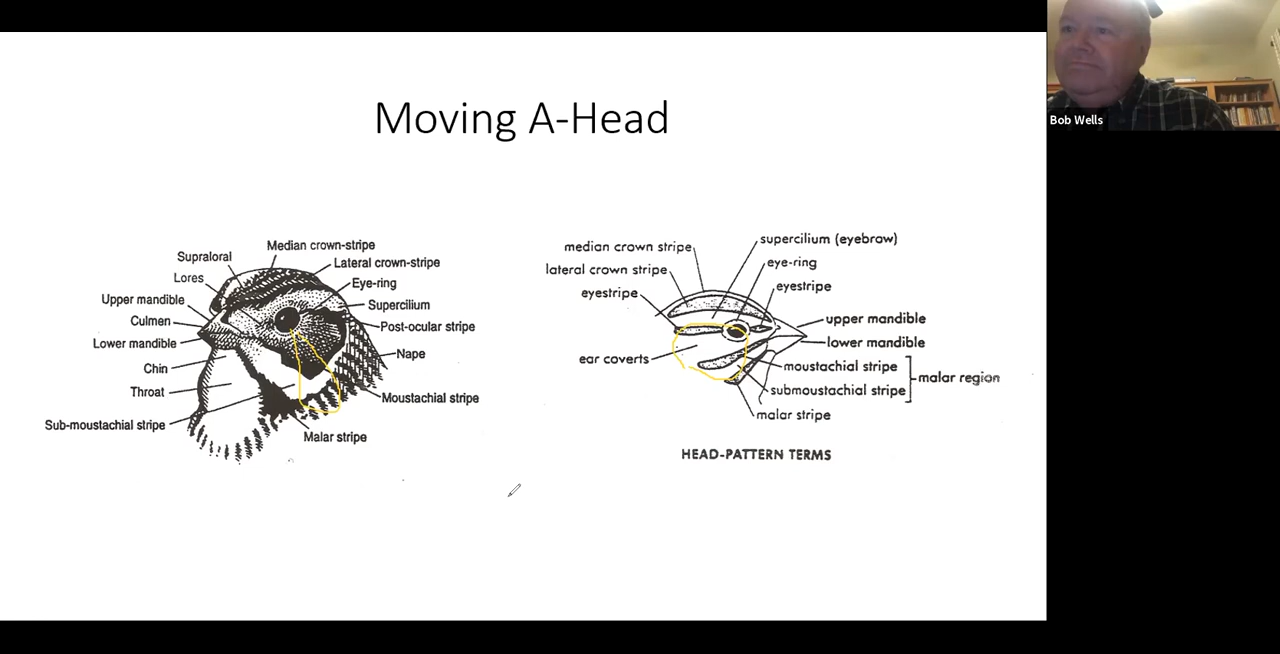 Moving A-Head
Bob Wells
Median crown-stripe
Supraloral
Lateral crown-stripe
Lores
Eye-ring
Upper mandible
Supercilium
Culmen
Post-ocular stripe
Lower mandible
Nape
Chin
Throat
Moustachial stripe
Sub-moustachial stripe
Malar stripe
supercilium (eyebrow)
median crown stripe
eye-ring
lateral crown stripe
eyestripe
eyestripe
upper mandible
lower mandible
ear coverts
moustachial stripe
malar region
submoustachial stripe
malar stripe
HEAD-PATTERN TERMS